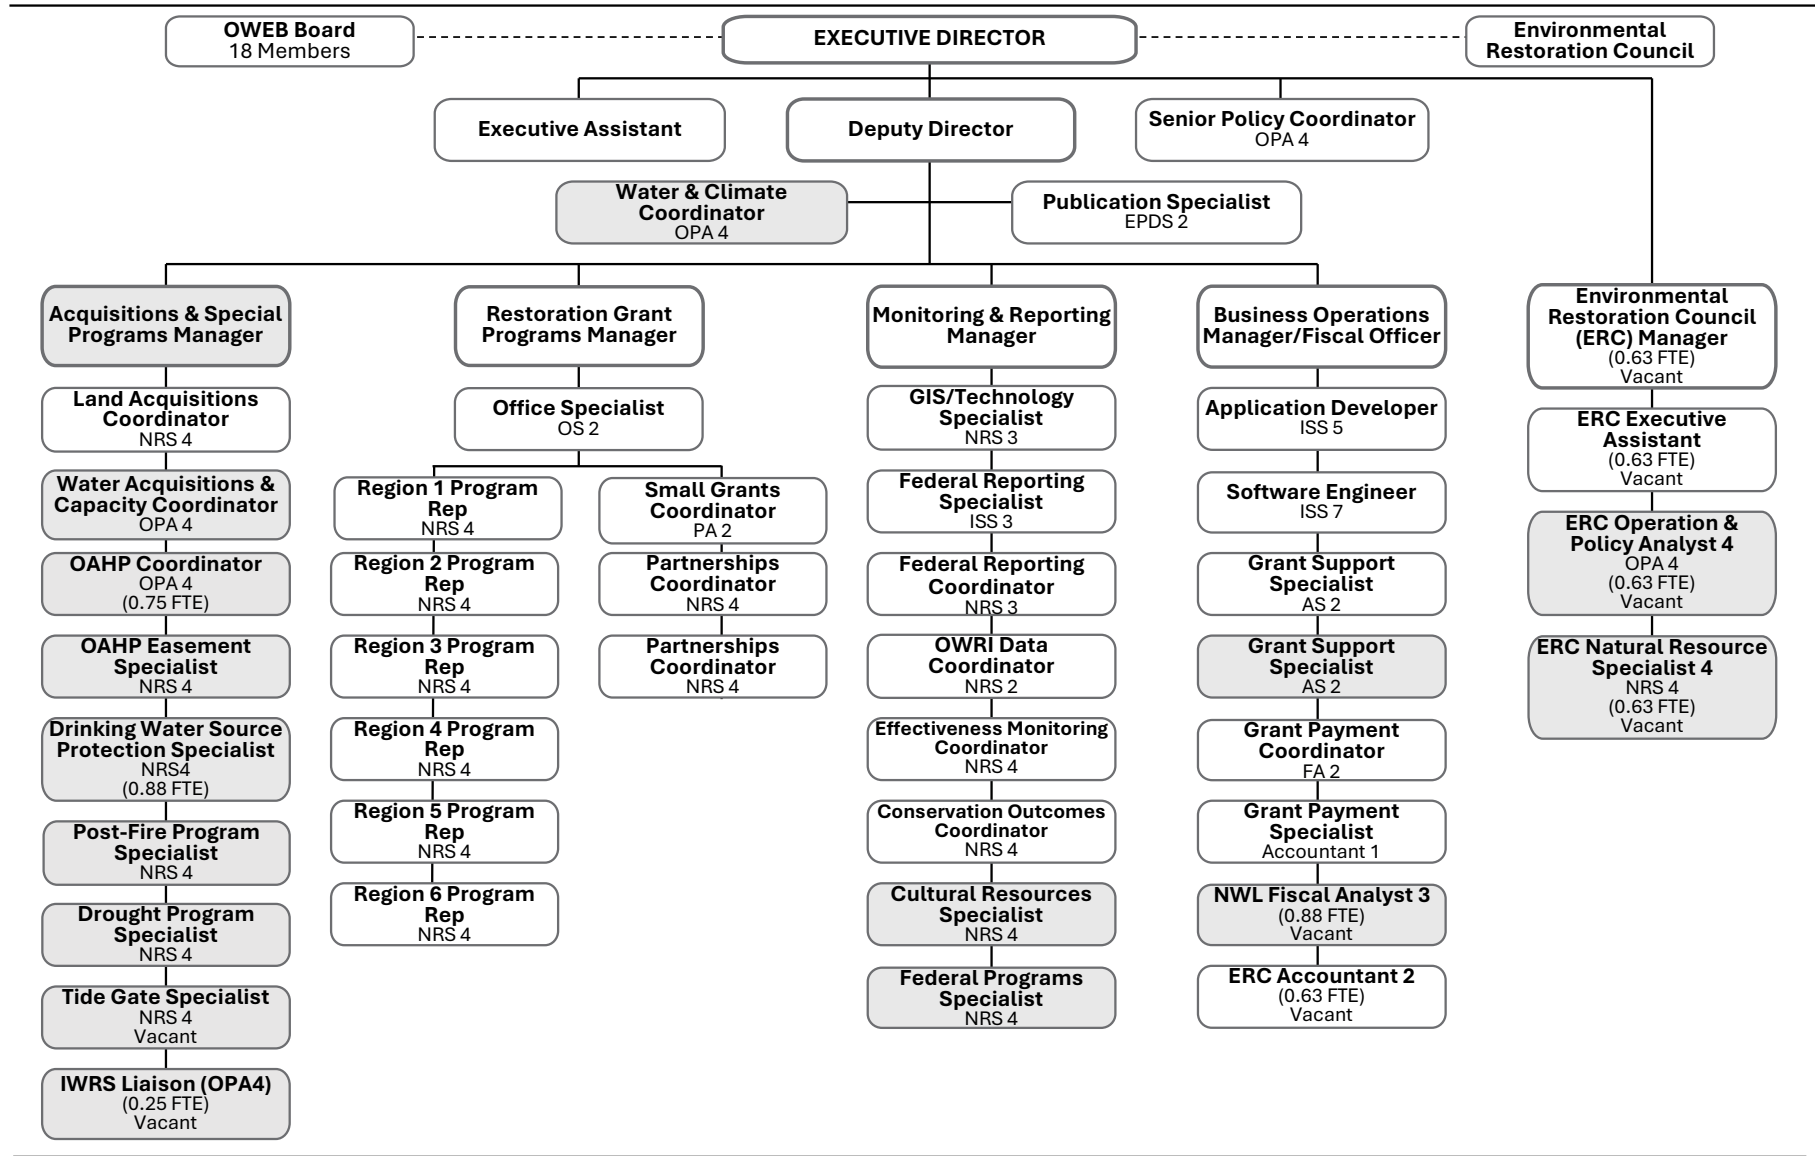 OWEB Board
18 Members
EXECUTIVE DIRECTOR
Environmental
Restoration Council
Executive Assistant
Deputy Director
Senior Policy Coordinator
OPA 4
Water & Climate
Coordinator
OPA 4
Publication Specialist
EPDS 2
Acquisitions & Special
Programs Manager
Land Acquisitions
Coordinator
NRS 4
Water Acquisitions &
Capacity Coordinator
OPA 4
OAHP Coordinator
OPA 4
(0.75 FTE)
OAHP Easement
Specialist
NRS 4
Drinking Water Source
Protection Specialist
NRS4
(0.88 FTE)
Post-Fire Program
Specialist
NRS 4
Drought Program
Specialist
NRS 4
Tide Gate Specialist
NRS 4
Vacant
IWRS Liaison (OPA4)
(0.25 FTE)
Vacant
Restoration Grant
Programs Manager
Office Specialist
OS 2
Region 1 Program
Rep
NRS 4
Region 2 Program
Rep
NRS 4
Region 3 Program
Rep
NRS 4
Region 4 Program
Rep
NRS 4
Region 5 Program
Rep
NRS 4
Region 6 Program
Rep
NRS 4
Small Grants
Coordinator
PA 2
Partnerships
Coordinator
NRS 4
Partnerships
Coordinator
NRS 4
Monitoring & Reporting
Manager
GIS/Technology
Specialist
NRS 3
Federal Reporting
Specialist
ISS 3
Federal Reporting
Coordinator
NRS 3
OWRI Data
Coordinator
NRS 2
Effectiveness Monitoring
Coordinator
NRS 4
Conservation Outcomes
Coordinator
NRS 4
Cultural Resources
Specialist
NRS 4
Federal Programs
Specialist
NRS 4
Business Operations
Manager/Fiscal Officer
Application Developer
ISS 5
Software Engineer
ISS 7
Grant Support
Specialist
AS 2
Grant Support
Specialist
AS 2
Grant Payment
Coordinator
FA 2
Grant Payment
Specialist
Accountant 1
NWL Fiscal Analyst 3
(0.88 FTE)
Vacant
ERC Accountant 2
(0.63 FTE)
Vacant
Environmental
Restoration Council
(ERC) Manager
(0.63 FTE)
Vacant
ERC Executive
Assistant
(0.63 FTE)
Vacant
ERC Operation &
Policy Analyst 4
OPA 4
(0.63 FTE)
Vacant
ERC Natural Resource
Specialist 4
NRS 4
(0.63 FTE)
Vacant